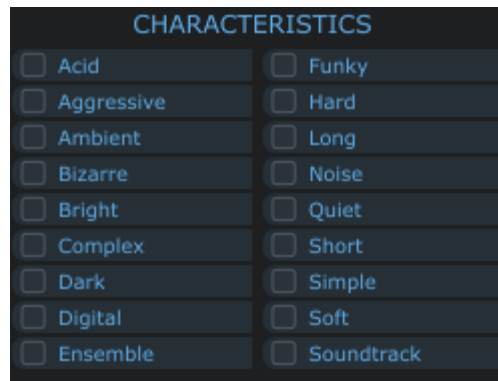 CHARACTERISTICS
Acid
Aggressive
Ambient
Bizarre
Bright
Complex
Dark
Digital
Ensemble
Funky
Hard
Long
Noise
Quiet
Short
Simple
Soft
Soundtrack